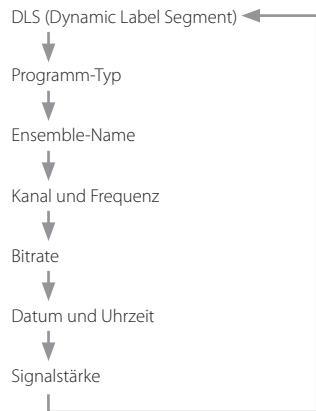 DLS (Dynamic Label Segment)
Programm-Typ
Ensemble-Name
Kanal und Frequenz
Bitrate
Datum und Uhrzeit
Signalstärke